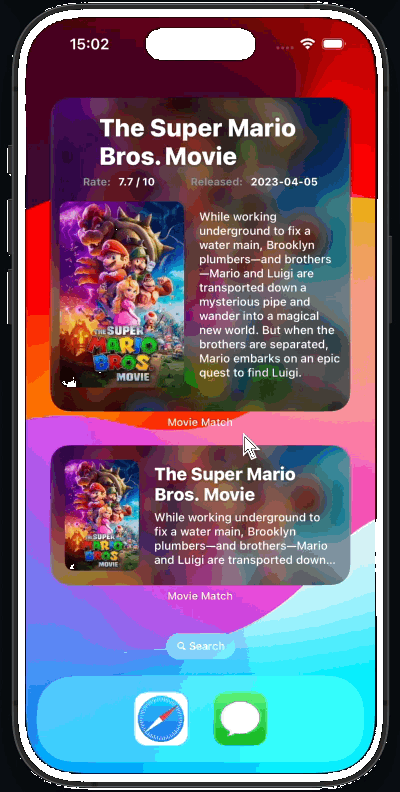 15:02
The Super Mario
Bros. Movie
Rate: 7.7 / 10 Released: 2023-04-05
While working
underground to fix a
water main, Brooklyn
plumbers—and brothers
—Mario and Luigi are
transported down a
mysterious pipe and
wander into a magical
new world. But when the
brothers are separated,
Mario embarks on an epic
quest to find Luigi.
THE SUPER
MARIO
BROS
MOVIE
Movie Match
The Super Mario
Bros. Movie
While working underground to
fix a water main, Brooklyn
plumbers—and brothers—Mario
and Luigi are transported down...
THE SUPER
MARIO
BROS
MOVIE
Movie Match
Search